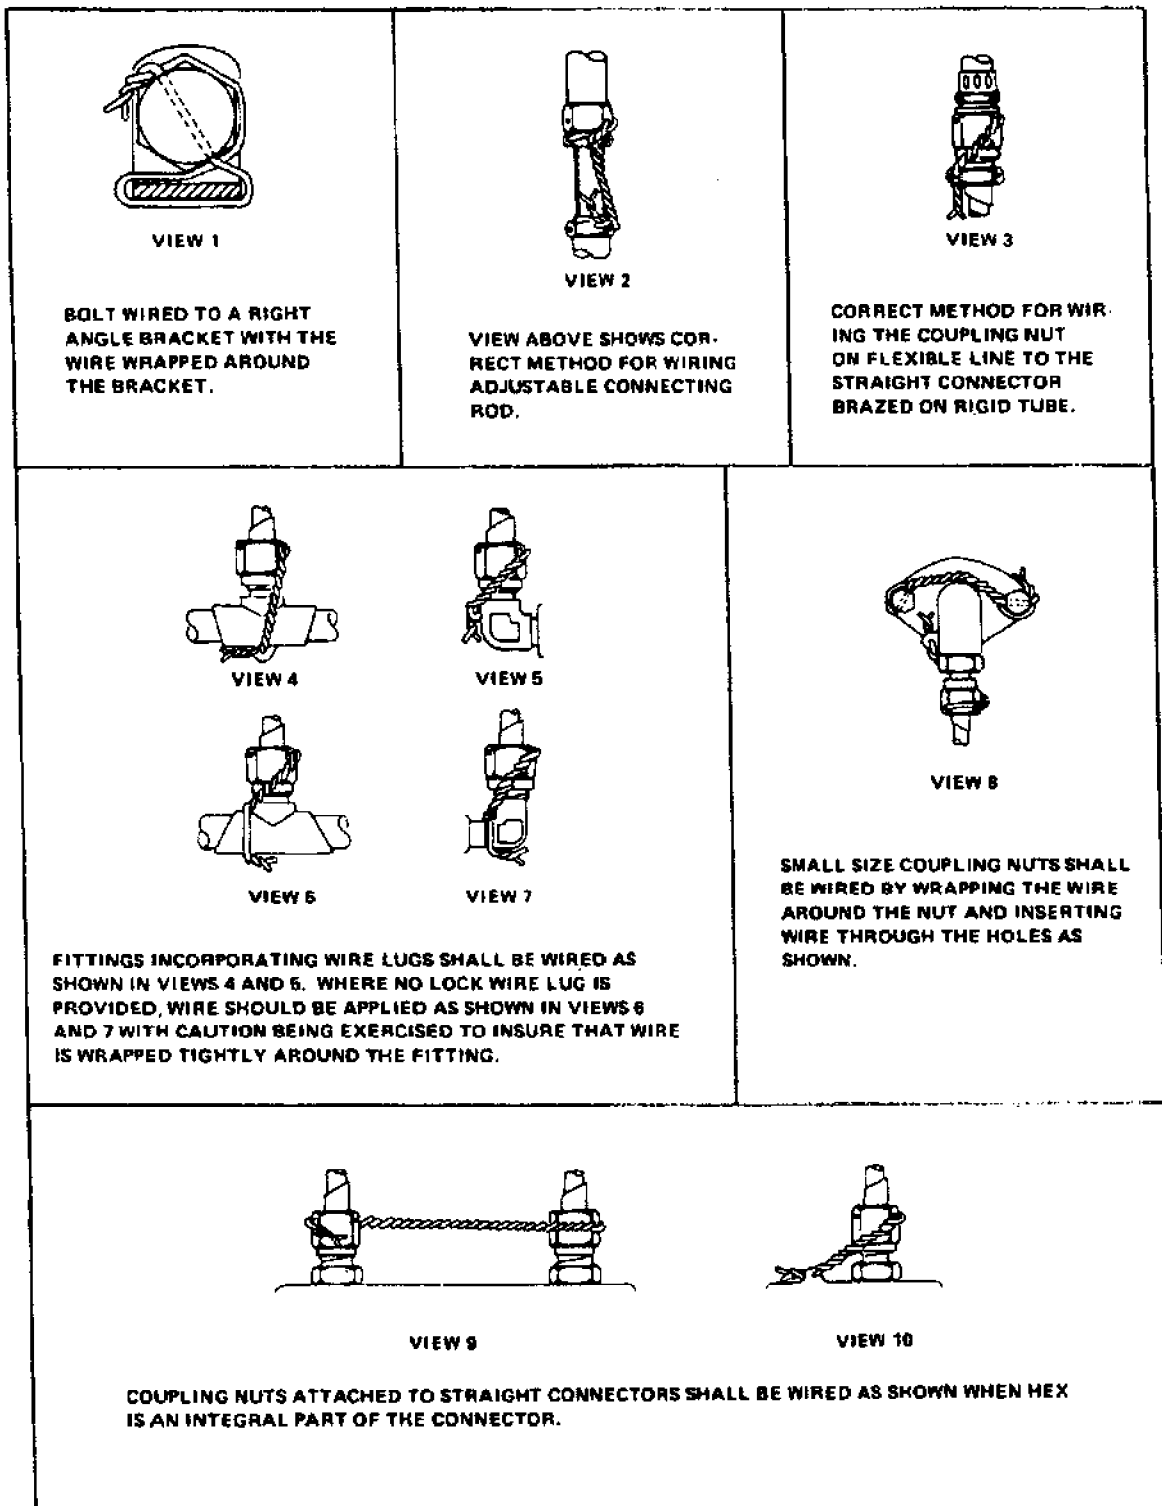 VIEW 1
BOLT WIRED TO A RIGHT
ANGLE BRACKET WITH THE
WIRE WRAPPED AROUND
THE BRACKET.
VIEW 2
VIEW ABOVE SHOWS COR-
RECT METHOD FOR WIRING
ADJUSTABLE CONNECTING
ROD.
VIEW 3
CORRECT METHOD FOR WIR-
ING THE COUPLING NUT
ON FLEXIBLE LINE TO THE
STRAIGHT CONNECTOR
BRAZED ON RIGID TUBE.
VIEW 4
VIEW 5
VIEW 6
VIEW 7
FITTINGS INCORPORATING WIRE LUGS SHALL BE WIRED AS
SHOWN IN VIEWS 4 AND 5. WHERE NO LOCK WIRE LUG IS
PROVIDED, WIRE SHOULD BE APPLIED AS SHOWN IN VIEWS 6
AND 7 WITH CAUTION BEING EXERCISED TO INSURE THAT WIRE
IS WRAPPED TIGHTLY AROUND THE FITTING.
VIEW 8
SMALL SIZE COUPLING NUTS SHALL
BE WIRED BY WRAPPING THE WIRE
AROUND THE NUT AND INSERTING
WIRE THROUGH THE HOLES AS
SHOWN.
VIEW 9
VIEW 10
COUPLING NUTS ATTACHED TO STRAIGHT CONNECTORS SHALL BE WIRED AS SHOWN WHEN HEX
IS AN INTEGRAL PART OF THE CONNECTOR.